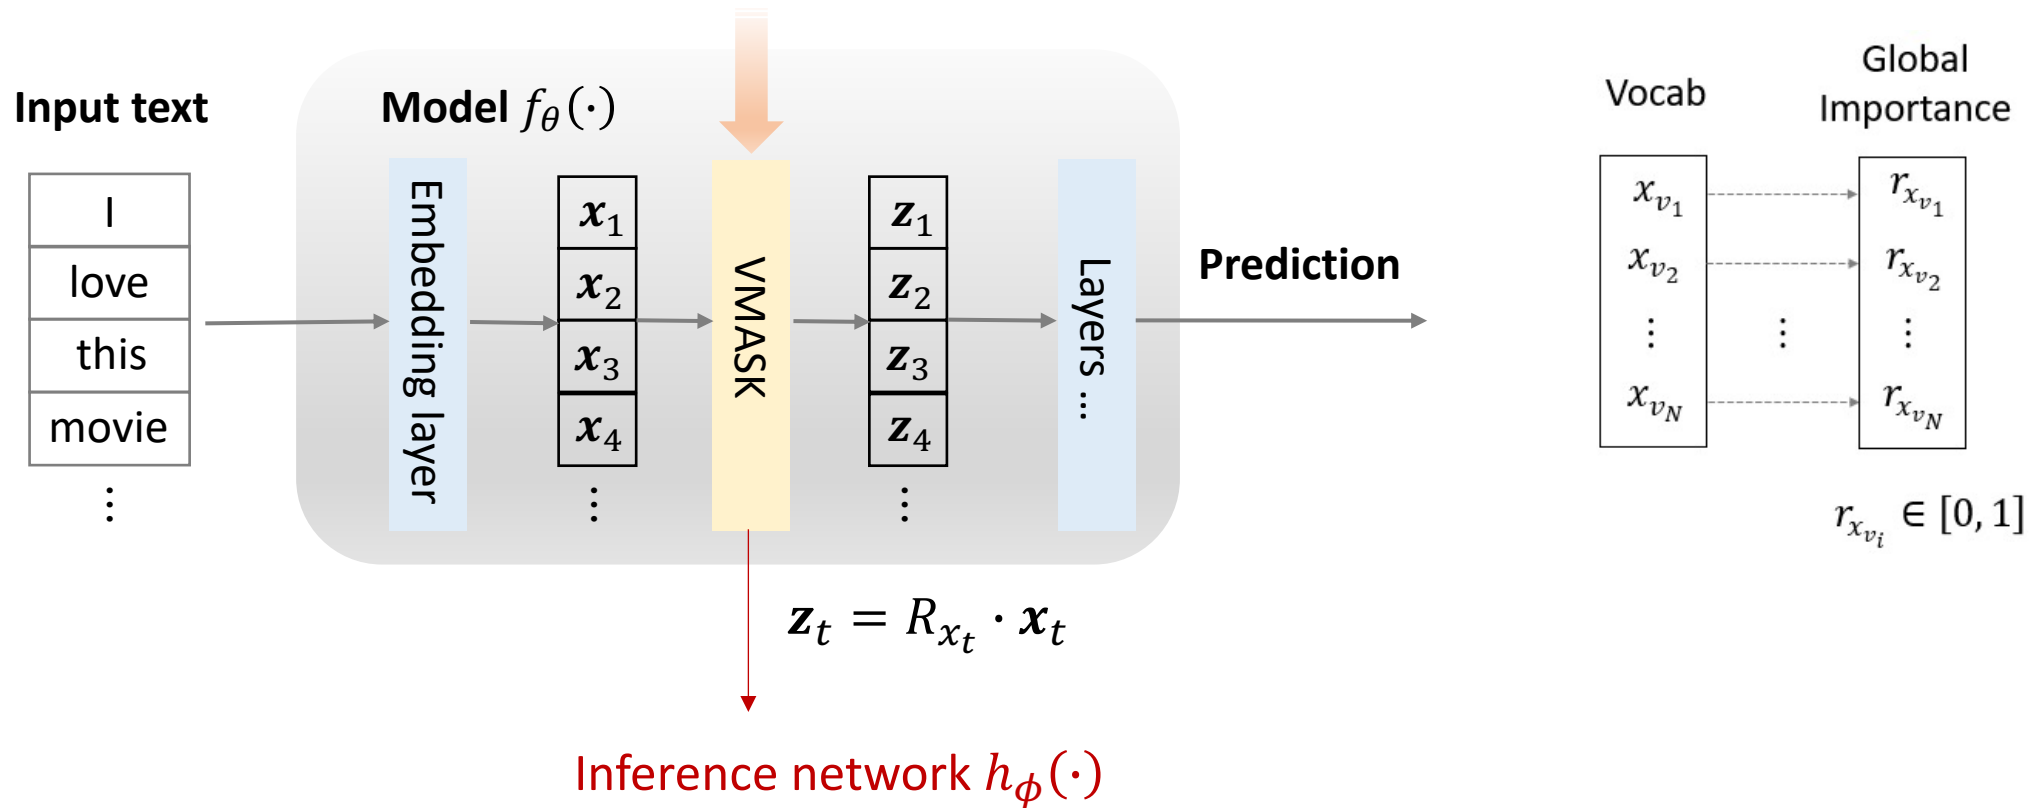 Input text
I
love
this
movie
⋮
Model f_θ(·)
Embedding layer
x_1
x_2
x_3
x_4
⋮
VMASK
z_1
z_2
z_3
z_4
⋮
Layers ...
Prediction
z_t = R_{x_t} · x_t
Inference network h_ϕ(·)
Vocab
x_{v_1}
x_{v_2}
⋮
x_{v_N}
⋮
Global
Importance
r_{x_{v_1}}
r_{x_{v_2}}
⋮
r_{x_{v_N}}
r_{x_{v_i}} ∈ [0, 1]